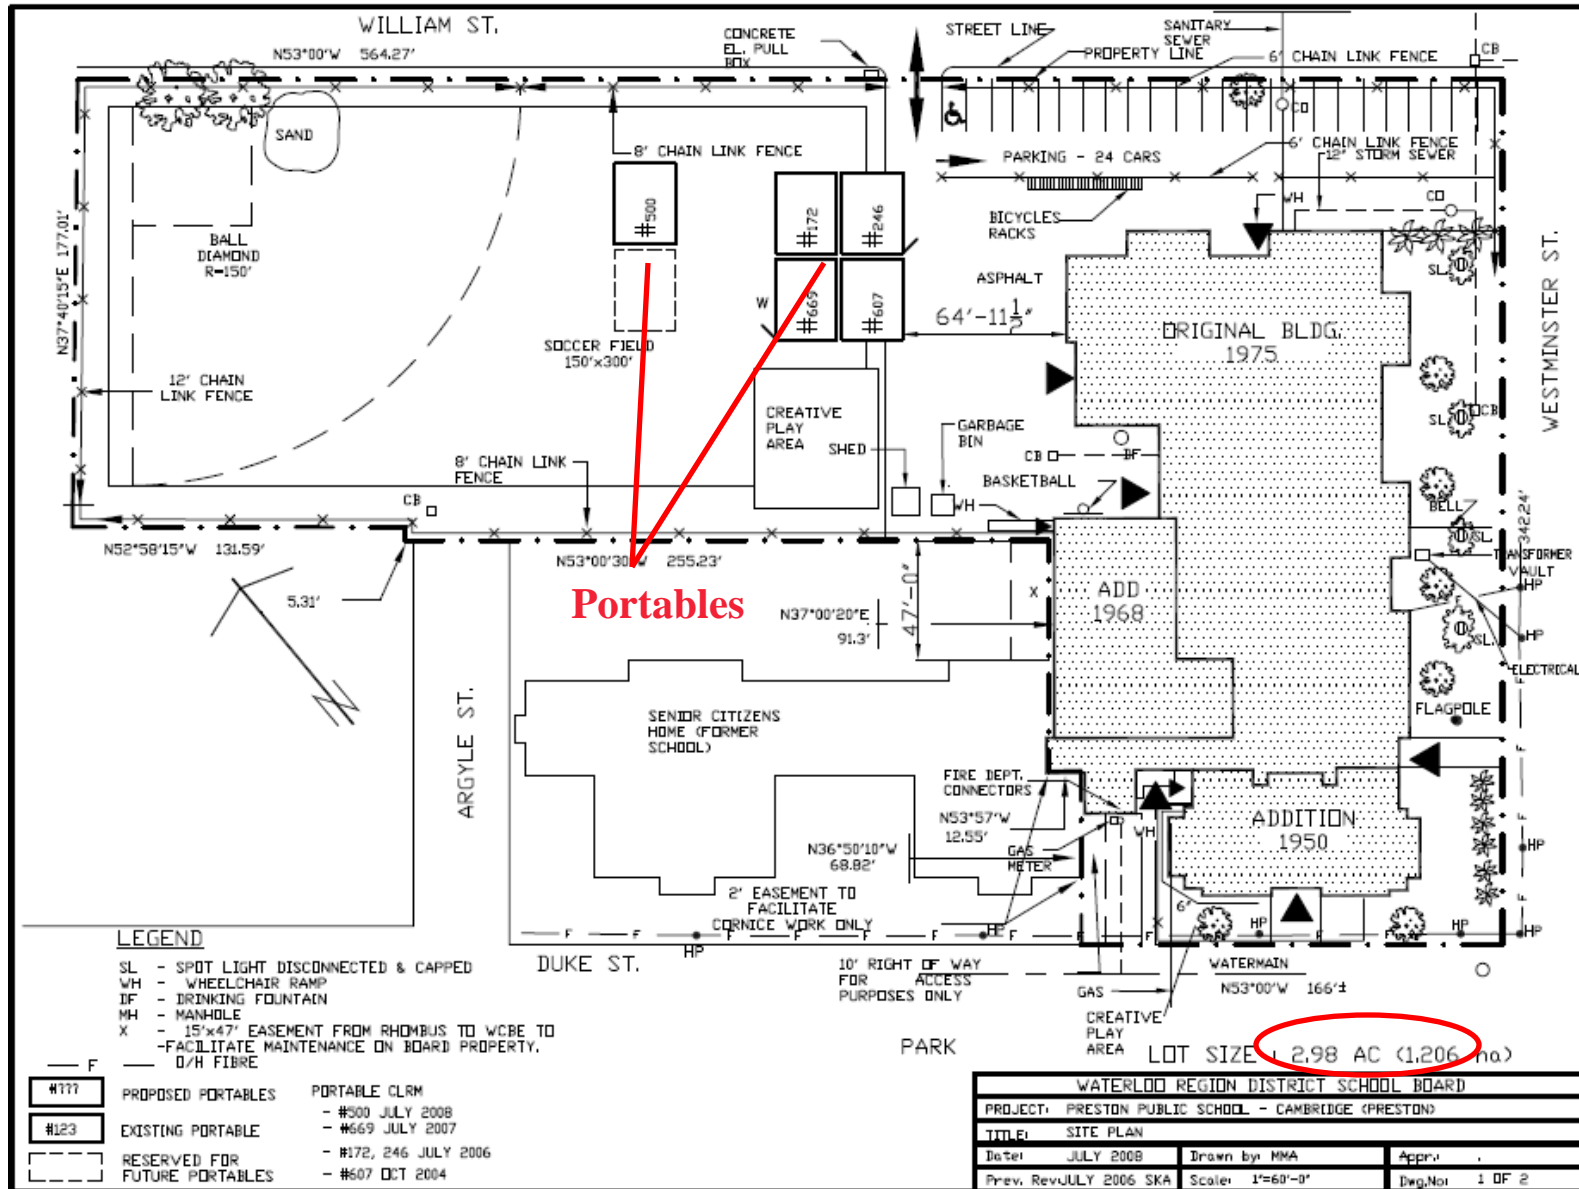 WILLIAM ST.
N53°00'W 564.27'
CONCRETE
EL. PULL
BOX
STREET LINE
SANITARY
SEWER
PROPERTY LINE
6' CHAIN LINK FENCE
CB
SAND
CO
8' CHAIN LINK FENCE
PARKING - 24 CARS
6' CHAIN LINK FENCE
12" STORM SEWER
#500
#172
#246
BICYCLES
RACKS
WH
CO
N37°40'15"E 177.01'
BALL
DIAMOND
R=150'
ASPHALT
SL.
WESTMINSTER ST.
W
#669
#607
64'-11 1/2"
ORIGINAL BLDG.
1975
SOCCER FIELD
150'x300'
12' CHAIN
LINK FENCE
CREATIVE
PLAY
AREA
SHED
GARBAGE
BIN
SL.
CB
8' CHAIN LINK
FENCE
CB
DF
BASKETBALL
CB
WH
BELL
342.24'
N52°58'15"W 131.59'
N53°00'30"W 255.23'
SL.
TRANSFORMER
VAULT
HP
5.31'
Portables
N37°00'20"E
91.3'
47'-0"
X
ADD
1968
SL.
HP
ELECTRICAL
ARGYLE ST.
SENIOR CITIZENS
HOME (FORMER
SCHOOL)
FLAGPOLE
F
FIRE DEPT.
CONNECTORS
N53°57'W
12.55'
ADDITION
1950
F
WH
HP
N36°50'10"W
68.82'
GAS
METER
2' EASEMENT TO
FACILITATE
CORNICE WORK ONLY
6"
F
F F HP F F HP F F F HP F HP HP
LEGEND
DUKE ST.
SL - SPOT LIGHT DISCONNECTED & CAPPED
WH - WHEELCHAIR RAMP
DF - DRINKING FOUNTAIN
MH - MANHOLE
X - 15'x47' EASEMENT FROM RHOMBUS TO WCBE TO
-FACILITATE MAINTENANCE ON BOARD PROPERTY.
F O/H FIBRE
10' RIGHT OF WAY
FOR ACCESS
PURPOSES ONLY
GAS
WATERMAIN
N53°00'W 166'±
CREATIVE
PLAY
AREA
PARK
LOT SIZE : 2.98 AC (1.206 ha)
#??? PROPOSED PORTABLES
#123 EXISTING PORTABLE
RESERVED FOR
FUTURE PORTABLES
PORTABLE CLRM
- #500 JULY 2008
- #669 JULY 2007
- #172, 246 JULY 2006
- #607 OCT 2004
WATERLOO REGION DISTRICT SCHOOL BOARD
PROJECT: PRESTON PUBLIC SCHOOL - CAMBRIDGE (PRESTON)
TITLE: SITE PLAN
Date: JULY 2008 Drawn by: MMA Appr.: .
Prev. Rev: JULY 2006 SKA Scale: 1"=60'-0" Dwg.No: 1 OF 2